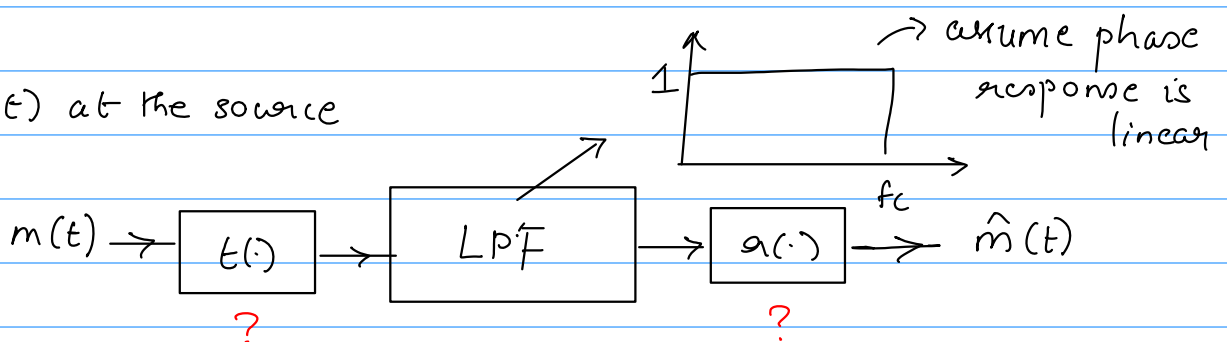 → assume phase
1
response is
t) at the source
linear
fc
m(t) → t(·) → LPF → r(·) → m̂(t)
? ?